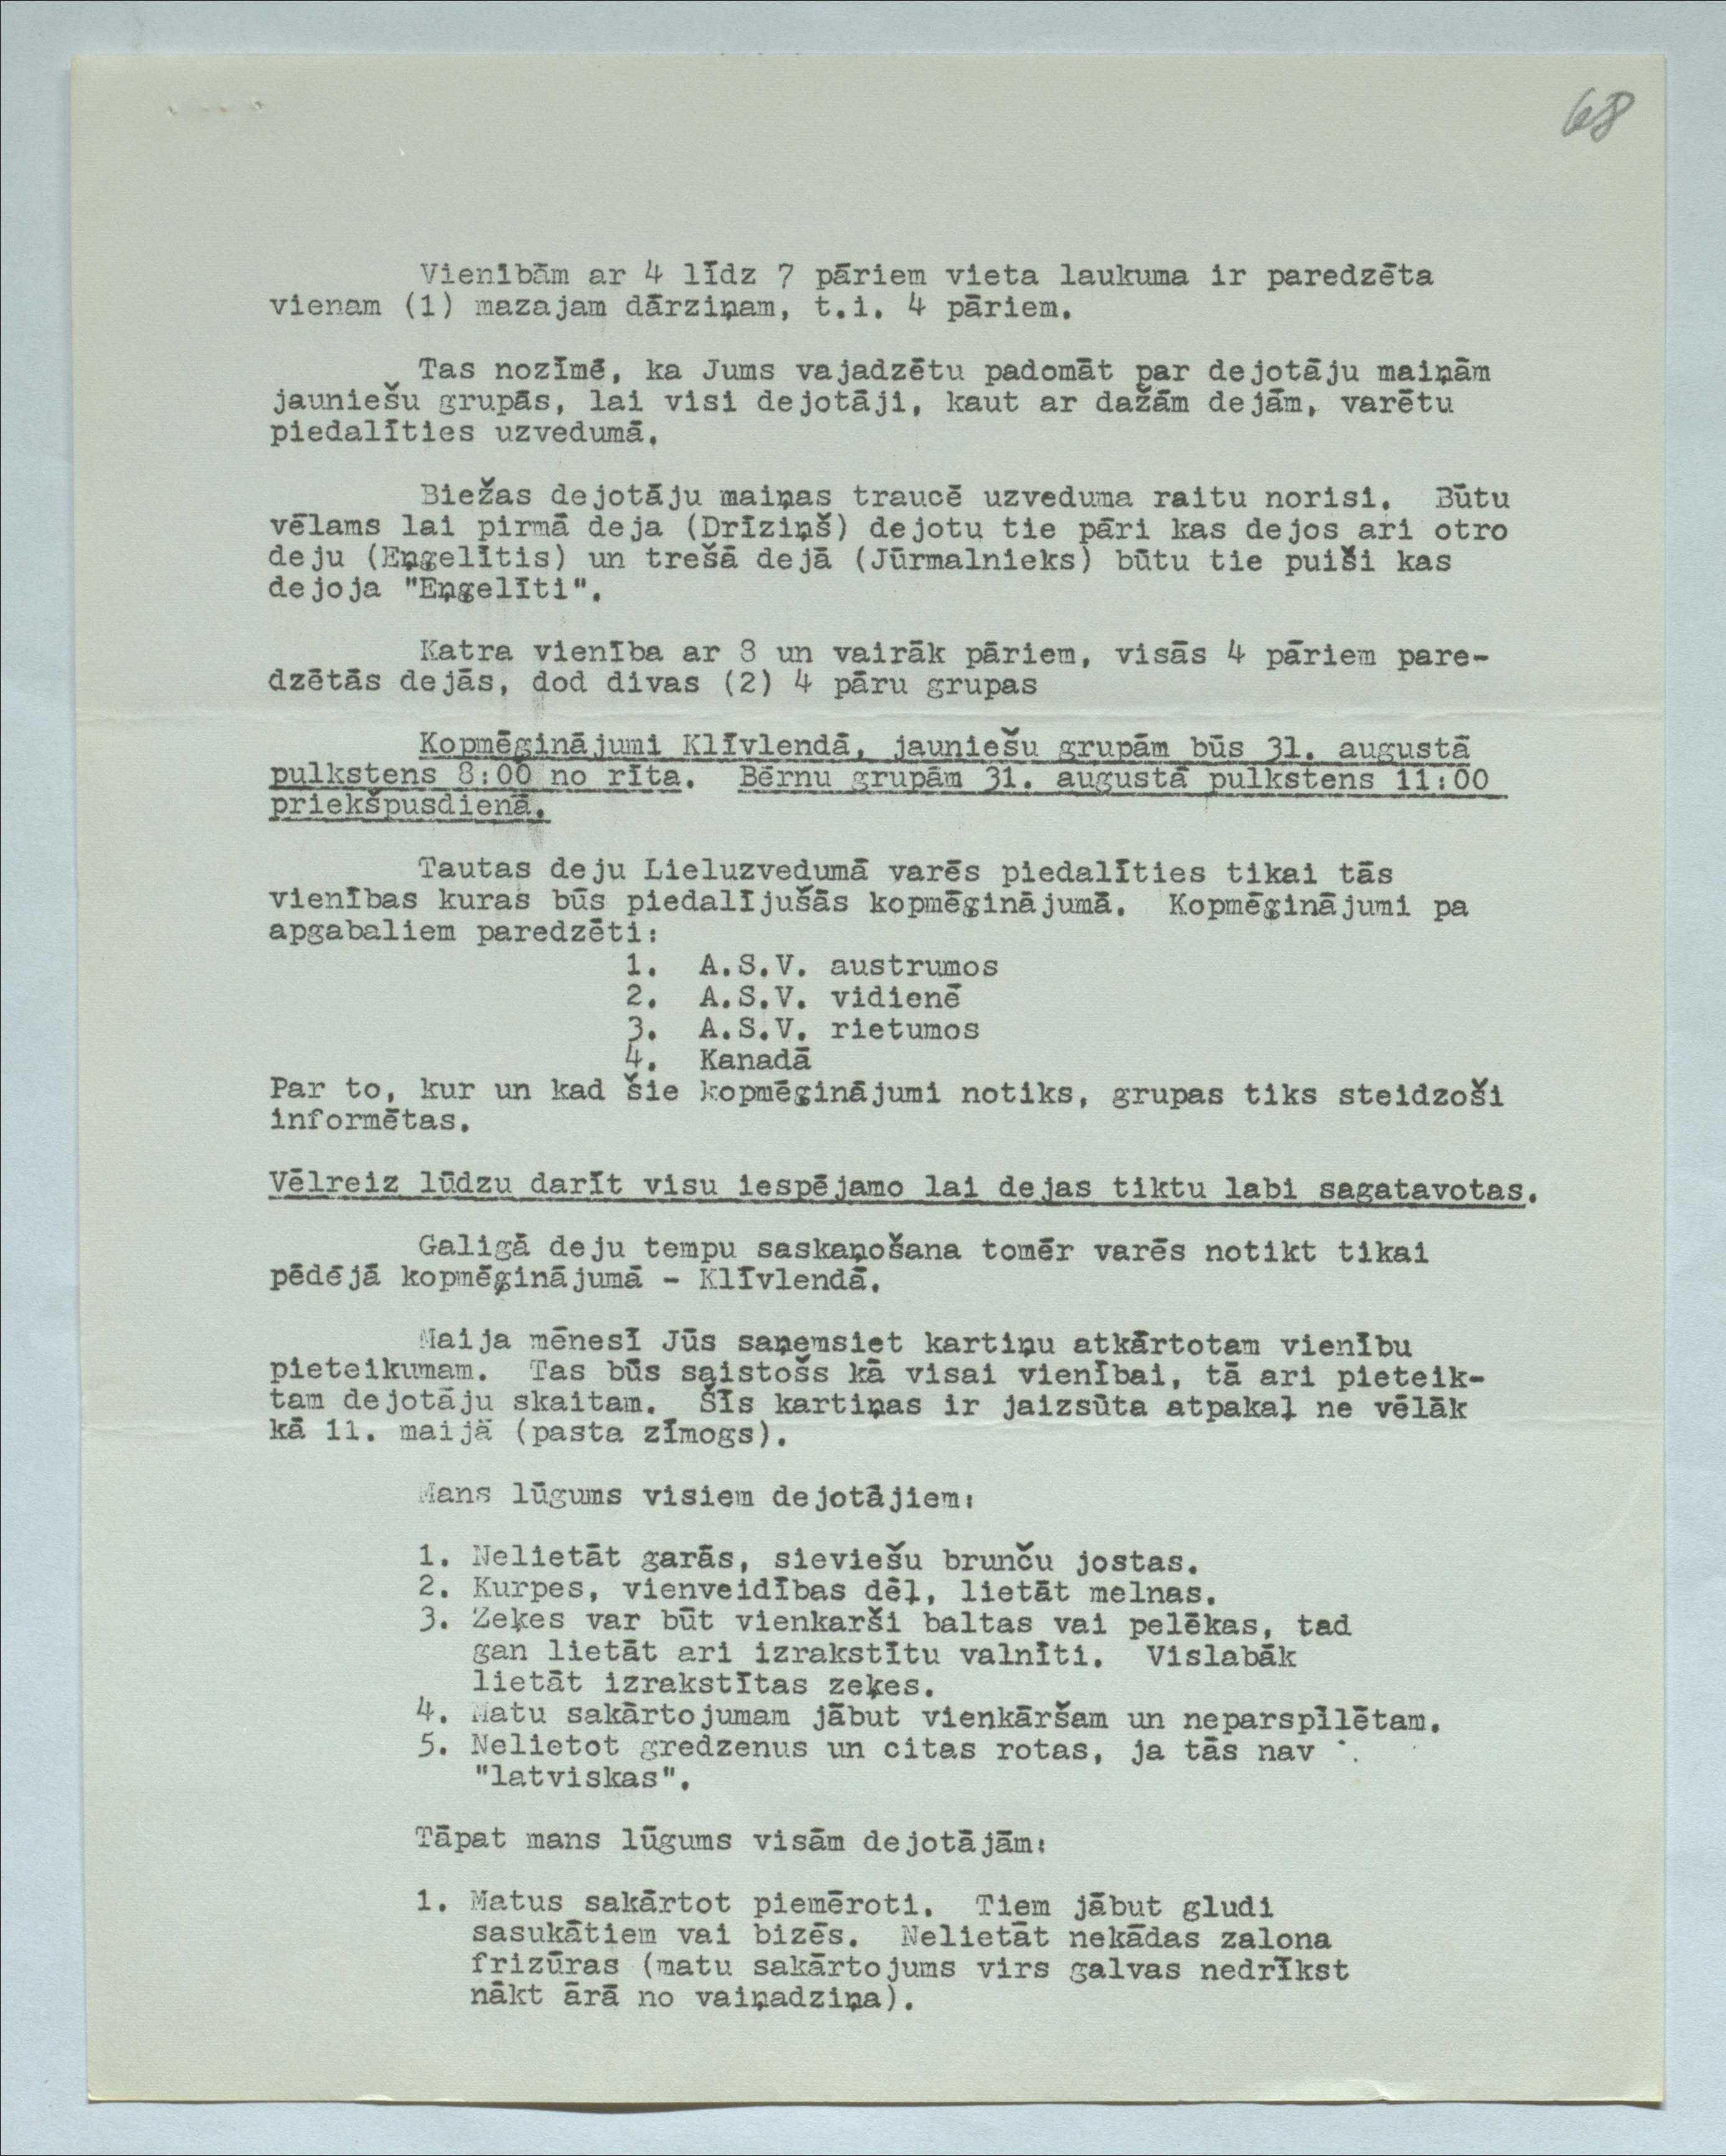 68
Vienībām ar 4 līdz 7 pāriem vieta laukuma ir paredzēta
vienam (1) mazajam dārziņam, t.i. 4 pāriem.
Tas nozīmē, ka Jums vajadzētu padomāt par dejotāju maiņām
jauniešu grupās, lai visi dejotāji, kaut ar dažām dejām, varētu
piedalīties uzvedumā.
Biežas dejotāju maiņas traucē uzveduma raitu norisi. Būtu
vēlams lai pirmā deja (Drīziņš) dejotu tie pāri kas dejos ari otro
deju (Eņģelītis) un trešā dejā (Jūrmalnieks) būtu tie puiši kas
dejoja "Eņģelīti".
Katra vienība ar 8 un vairāk pāriem, visās 4 pāriem pare-
dzētās dejās, dod divas (2) 4 pāru grupas
Kopmēģinājumi Klīvlendā, jauniešu grupām būs 31. augustā
pulkstens 8:00 no rīta. Bērnu grupām 31. augustā pulkstens 11:00
priekšpusdienā.
Tautas deju Lieluzvedumā varēs piedalīties tikai tās
vienības kuras būs piedalījušās kopmēģinājumā. Kopmēģinājumi pa
apgabaliem paredzēti:
1. A.S.V. austrumos
2. A.S.V. vidienē
3. A.S.V. rietumos
4. Kanadā
Par to, kur un kad šie kopmēģinājumi notiks, grupas tiks steidzoši
informētas.
Vēlreiz lūdzu darīt visu iespējamo lai dejas tiktu labi sagatavotas.
Galigā deju tempu saskaņošana tomēr varēs notikt tikai
pēdējā kopmēģinājumā - Klīvlendā.
Maija mēnesī Jūs saņemsiet kartiņu atkārtotam vienību
pieteikumam. Tas būs saistošs kā visai vienībai, tā ari pieteik-
tam dejotāju skaitam. Šīs kartiņas ir jaizsūta atpakaļ ne vēlāk
kā 11. maijā (pasta zīmogs).
Mans lūgums visiem dejotājiem:
1. Nelietāt garās, sieviešu brunču jostas.
2. Kurpes, vienveidības dēļ, lietāt melnas.
3. Zeķes var būt vienkarši baltas vai pelēkas, tad
gan lietāt ari izrakstītu valnīti. Vislabāk
lietāt izrakstītas zeķes.
4. Matu sakārtojumam jābut vienkāršam un neparspīlētam.
5. Nelietot gredzenus un citas rotas, ja tās nav
"latviskas".
Tāpat mans lūgums visām dejotājām:
1. Matus sakārtot piemēroti. Tiem jābut gludi
sasukātiem vai bizēs. Nelietāt nekādas zalona
frizūras (matu sakārtojums virs galvas nedrīkst
nākt ārā no vaiņadziņa).